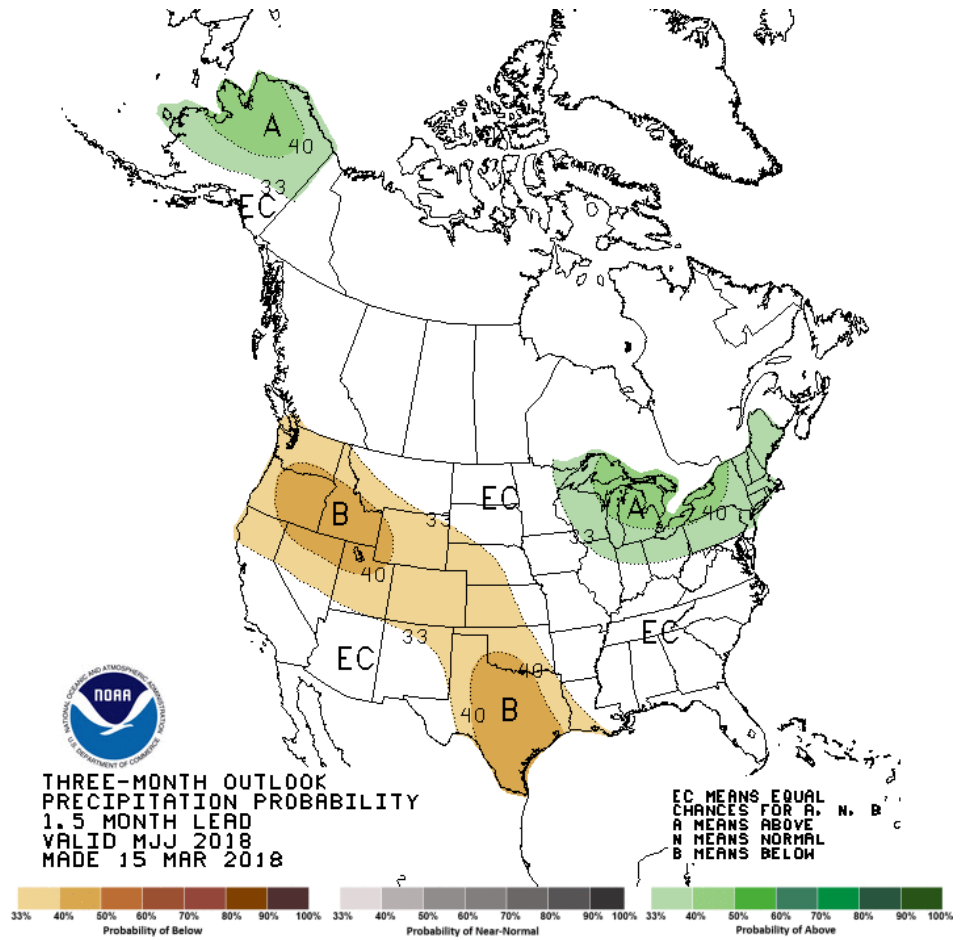 A
40
33
EC
B
33
40
33
EC
EC
A
40
33
EC
40
B
40
NATIONAL OCEANIC AND ATMOSPHERIC ADMINISTRATION
NOAA
U.S. DEPARTMENT OF COMMERCE
THREE-MONTH OUTLOOK
PRECIPITATION PROBABILITY
1.5 MONTH LEAD
VALID MJJ 2018
MADE 15 MAR 2018
EC MEANS EQUAL
CHANCES FOR A, N, B
A MEANS ABOVE
N MEANS NORMAL
B MEANS BELOW
33% 40% 50% 60% 70% 80% 90% 100%
Probability of Below
33% 40% 50% 60% 70% 80% 90% 100%
Probability of Near-Normal
33% 40% 50% 60% 70% 80% 90% 100%
Probability of Above